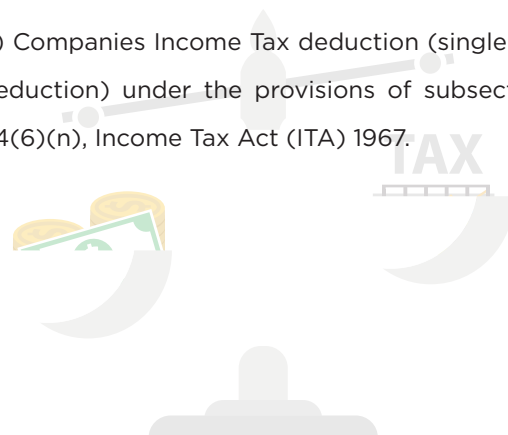 ) Companies Income Tax deduction (single
eduction) under the provisions of subsect
4(6)(n), Income Tax Act (ITA) 1967.
TAX